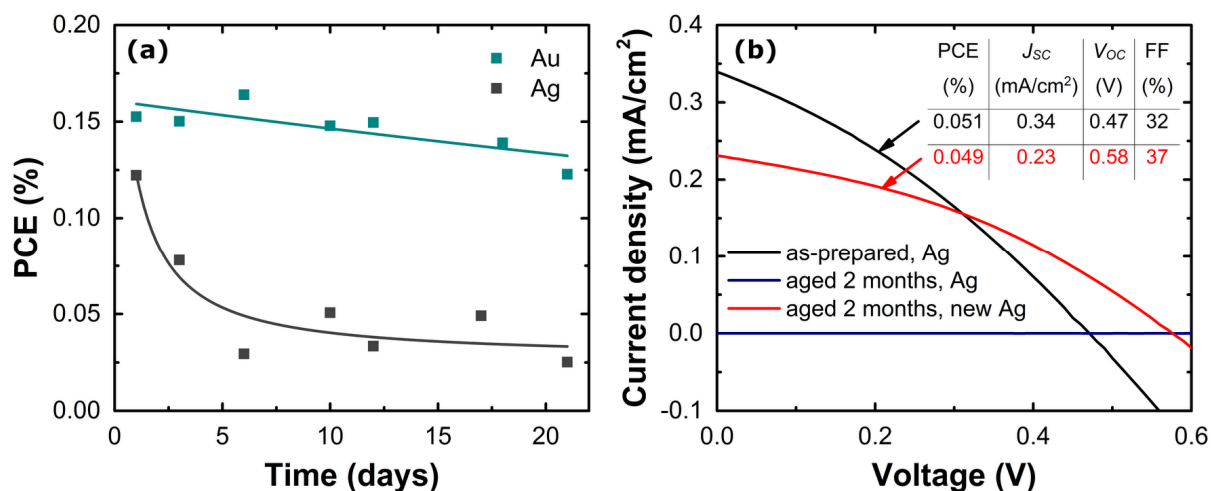 (a)
Au
Ag
PCE (%)
0.20
0.15
0.10
0.05
0.00
0 5 10 15 20
Time (days)
(b)
PCE J_SC V_OC FF
(%) (mA/cm²) (V) (%)
0.051 0.34 0.47 32
0.049 0.23 0.58 37
as-prepared, Ag
aged 2 months, Ag
aged 2 months, new Ag
Current density (mA/cm²)
0.4
0.3
0.2
0.1
0.0
-0.1
0.0 0.2 0.4 0.6
Voltage (V)